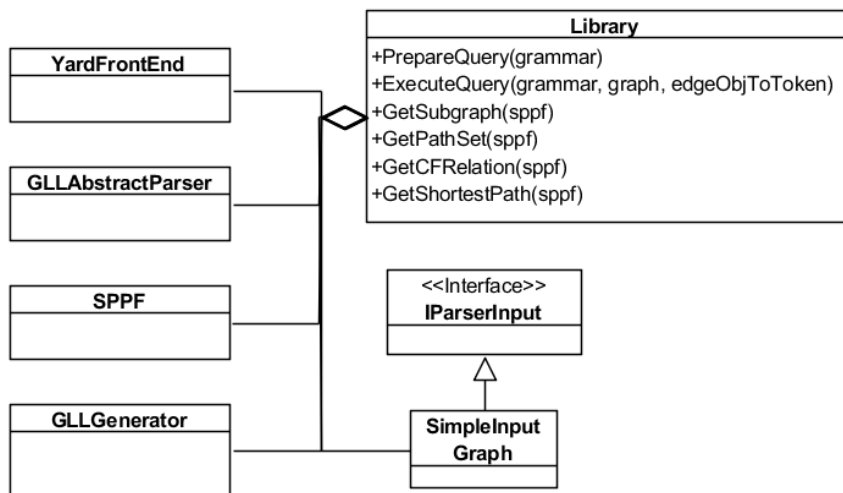 Library
+PrepareQuery(grammar)
+ExecuteQuery(grammar, graph, edgeObjToToken)
+GetSubgraph(sppf)
+GetPathSet(sppf)
+GetCFRelation(sppf)
+GetShortestPath(sppf)
YardFrontEnd
GLLAbstractParser
SPPF
GLLGenerator
<<Interface>>
IParserInput
SimpleInput
Graph